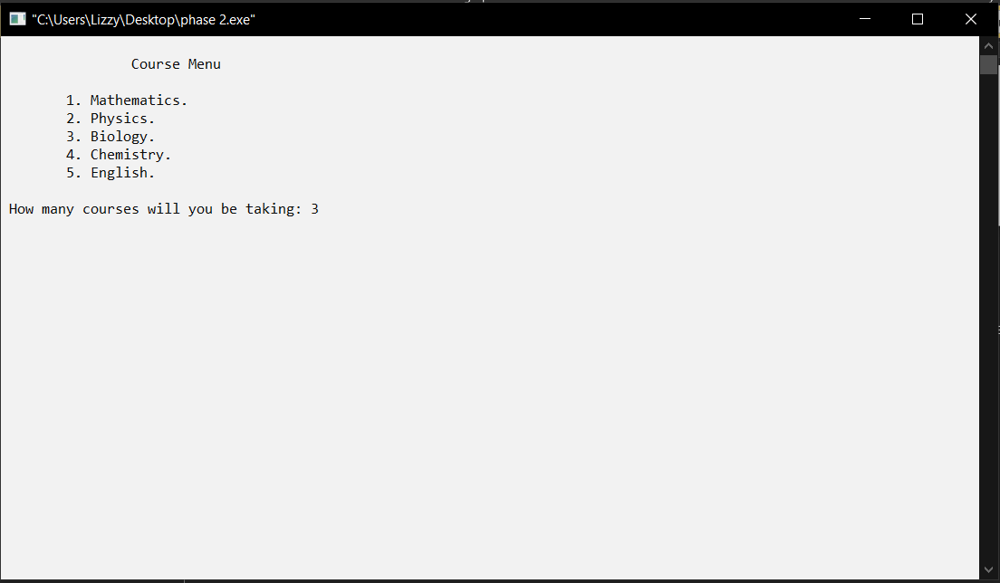 "C:\Users\Lizzy\Desktop\phase 2.exe"
Course Menu
1. Mathematics.
2. Physics.
3. Biology.
4. Chemistry.
5. English.
How many courses will you be taking: 3